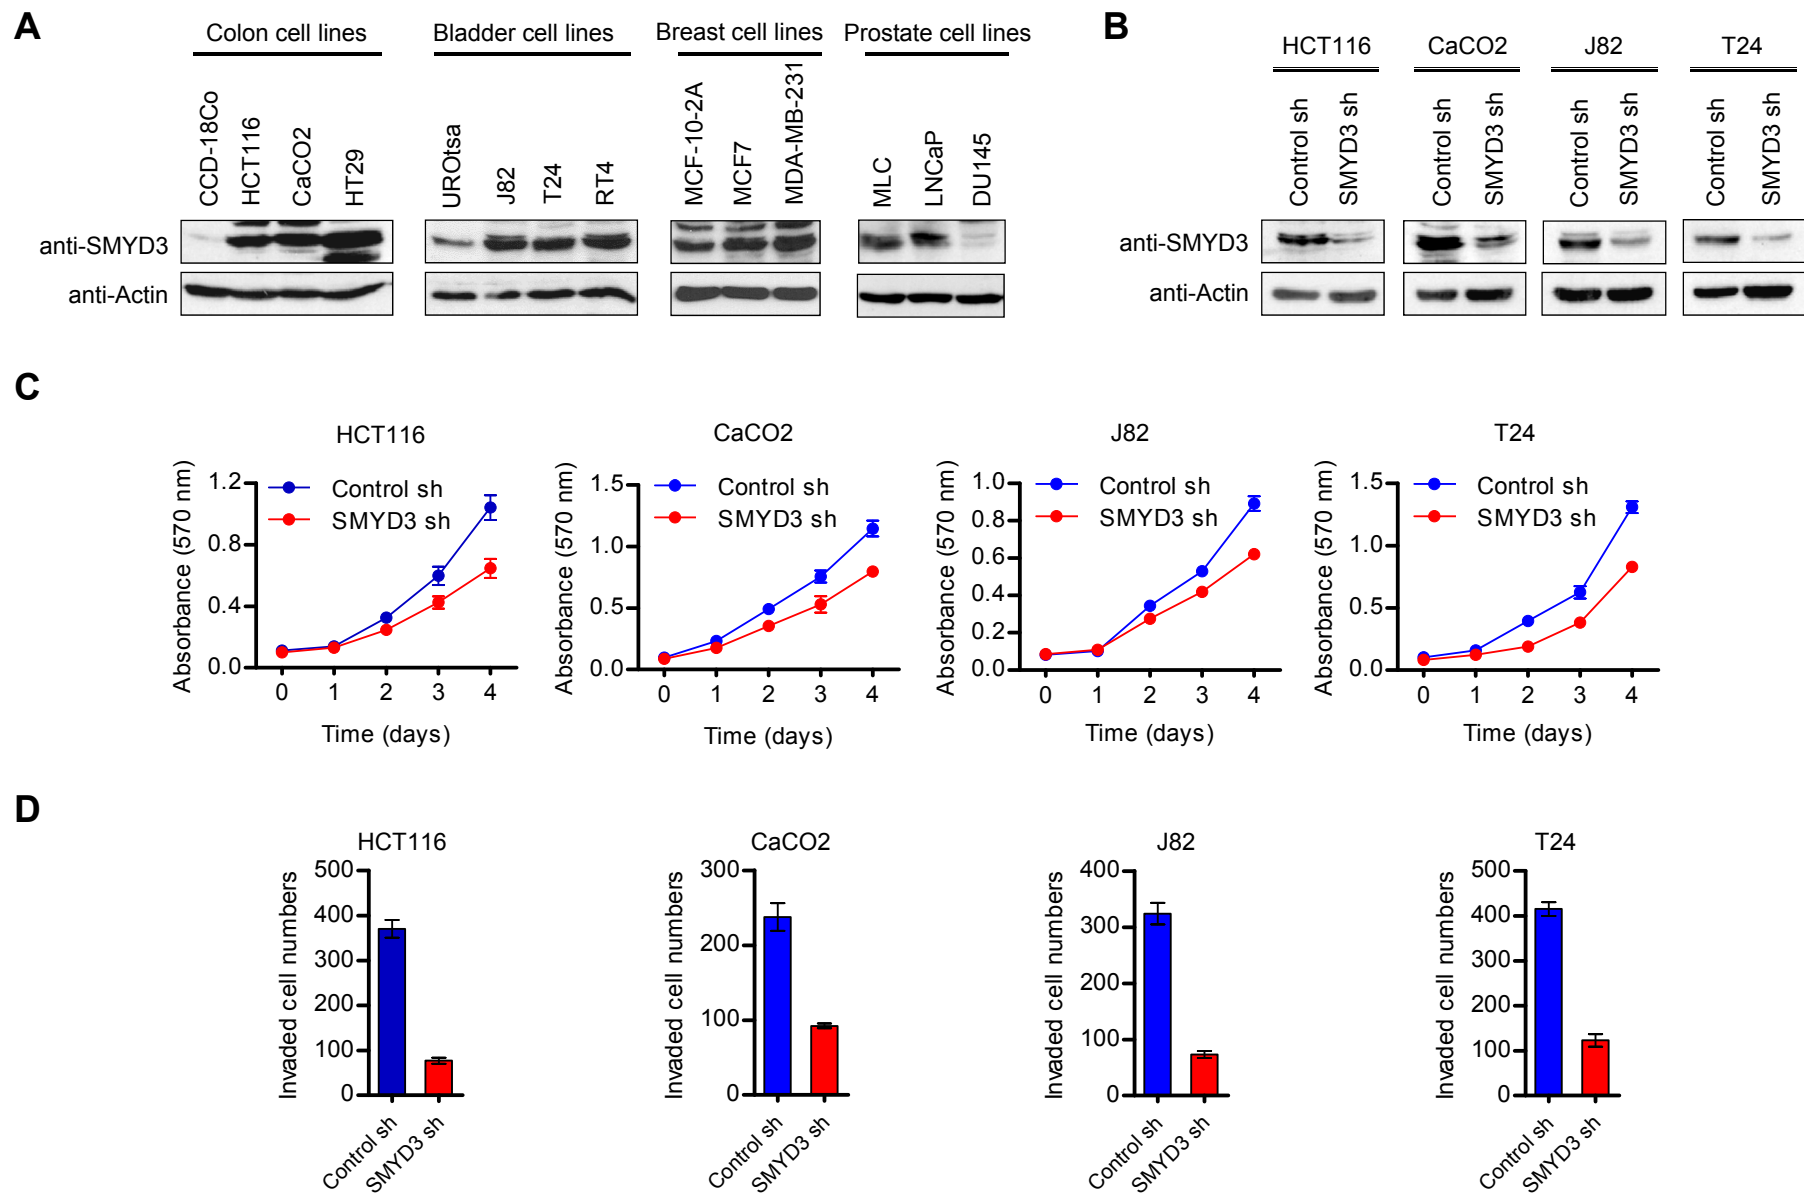 A
Colon cell lines
Bladder cell lines
Breast cell lines
Prostate cell lines
CCD-18Co
HCT116
CaCO2
HT29
UROtsa
J82
T24
RT4
MCF-10-2A
MCF7
MDA-MB-231
MLC
LNCaP
DU145
anti-SMYD3
anti-Actin
B
HCT116
CaCO2
J82
T24
Control sh
SMYD3 sh
Control sh
SMYD3 sh
Control sh
SMYD3 sh
Control sh
SMYD3 sh
anti-SMYD3
anti-Actin
C
HCT116
Absorbance (570 nm)
1.2
0.8
0.4
0.0
Control sh
SMYD3 sh
0 1 2 3 4
Time (days)
CaCO2
Absorbance (570 nm)
1.5
1.0
0.5
0.0
Control sh
SMYD3 sh
0 1 2 3 4
Time (days)
J82
Absorbance (570 nm)
1.0
0.8
0.6
0.4
0.2
0.0
Control sh
SMYD3 sh
0 1 2 3 4
Time (days)
T24
Absorbance (570 nm)
1.5
1.0
0.5
0.0
Control sh
SMYD3 sh
0 1 2 3 4
Time (days)
D
HCT116
Invaded cell numbers
500
400
300
200
100
0
Control sh
SMYD3 sh
CaCO2
Invaded cell numbers
300
200
100
0
Control sh
SMYD3 sh
J82
Invaded cell numbers
400
300
200
100
0
Control sh
SMYD3 sh
T24
Invaded cell numbers
500
400
300
200
100
0
Control sh
SMYD3 sh